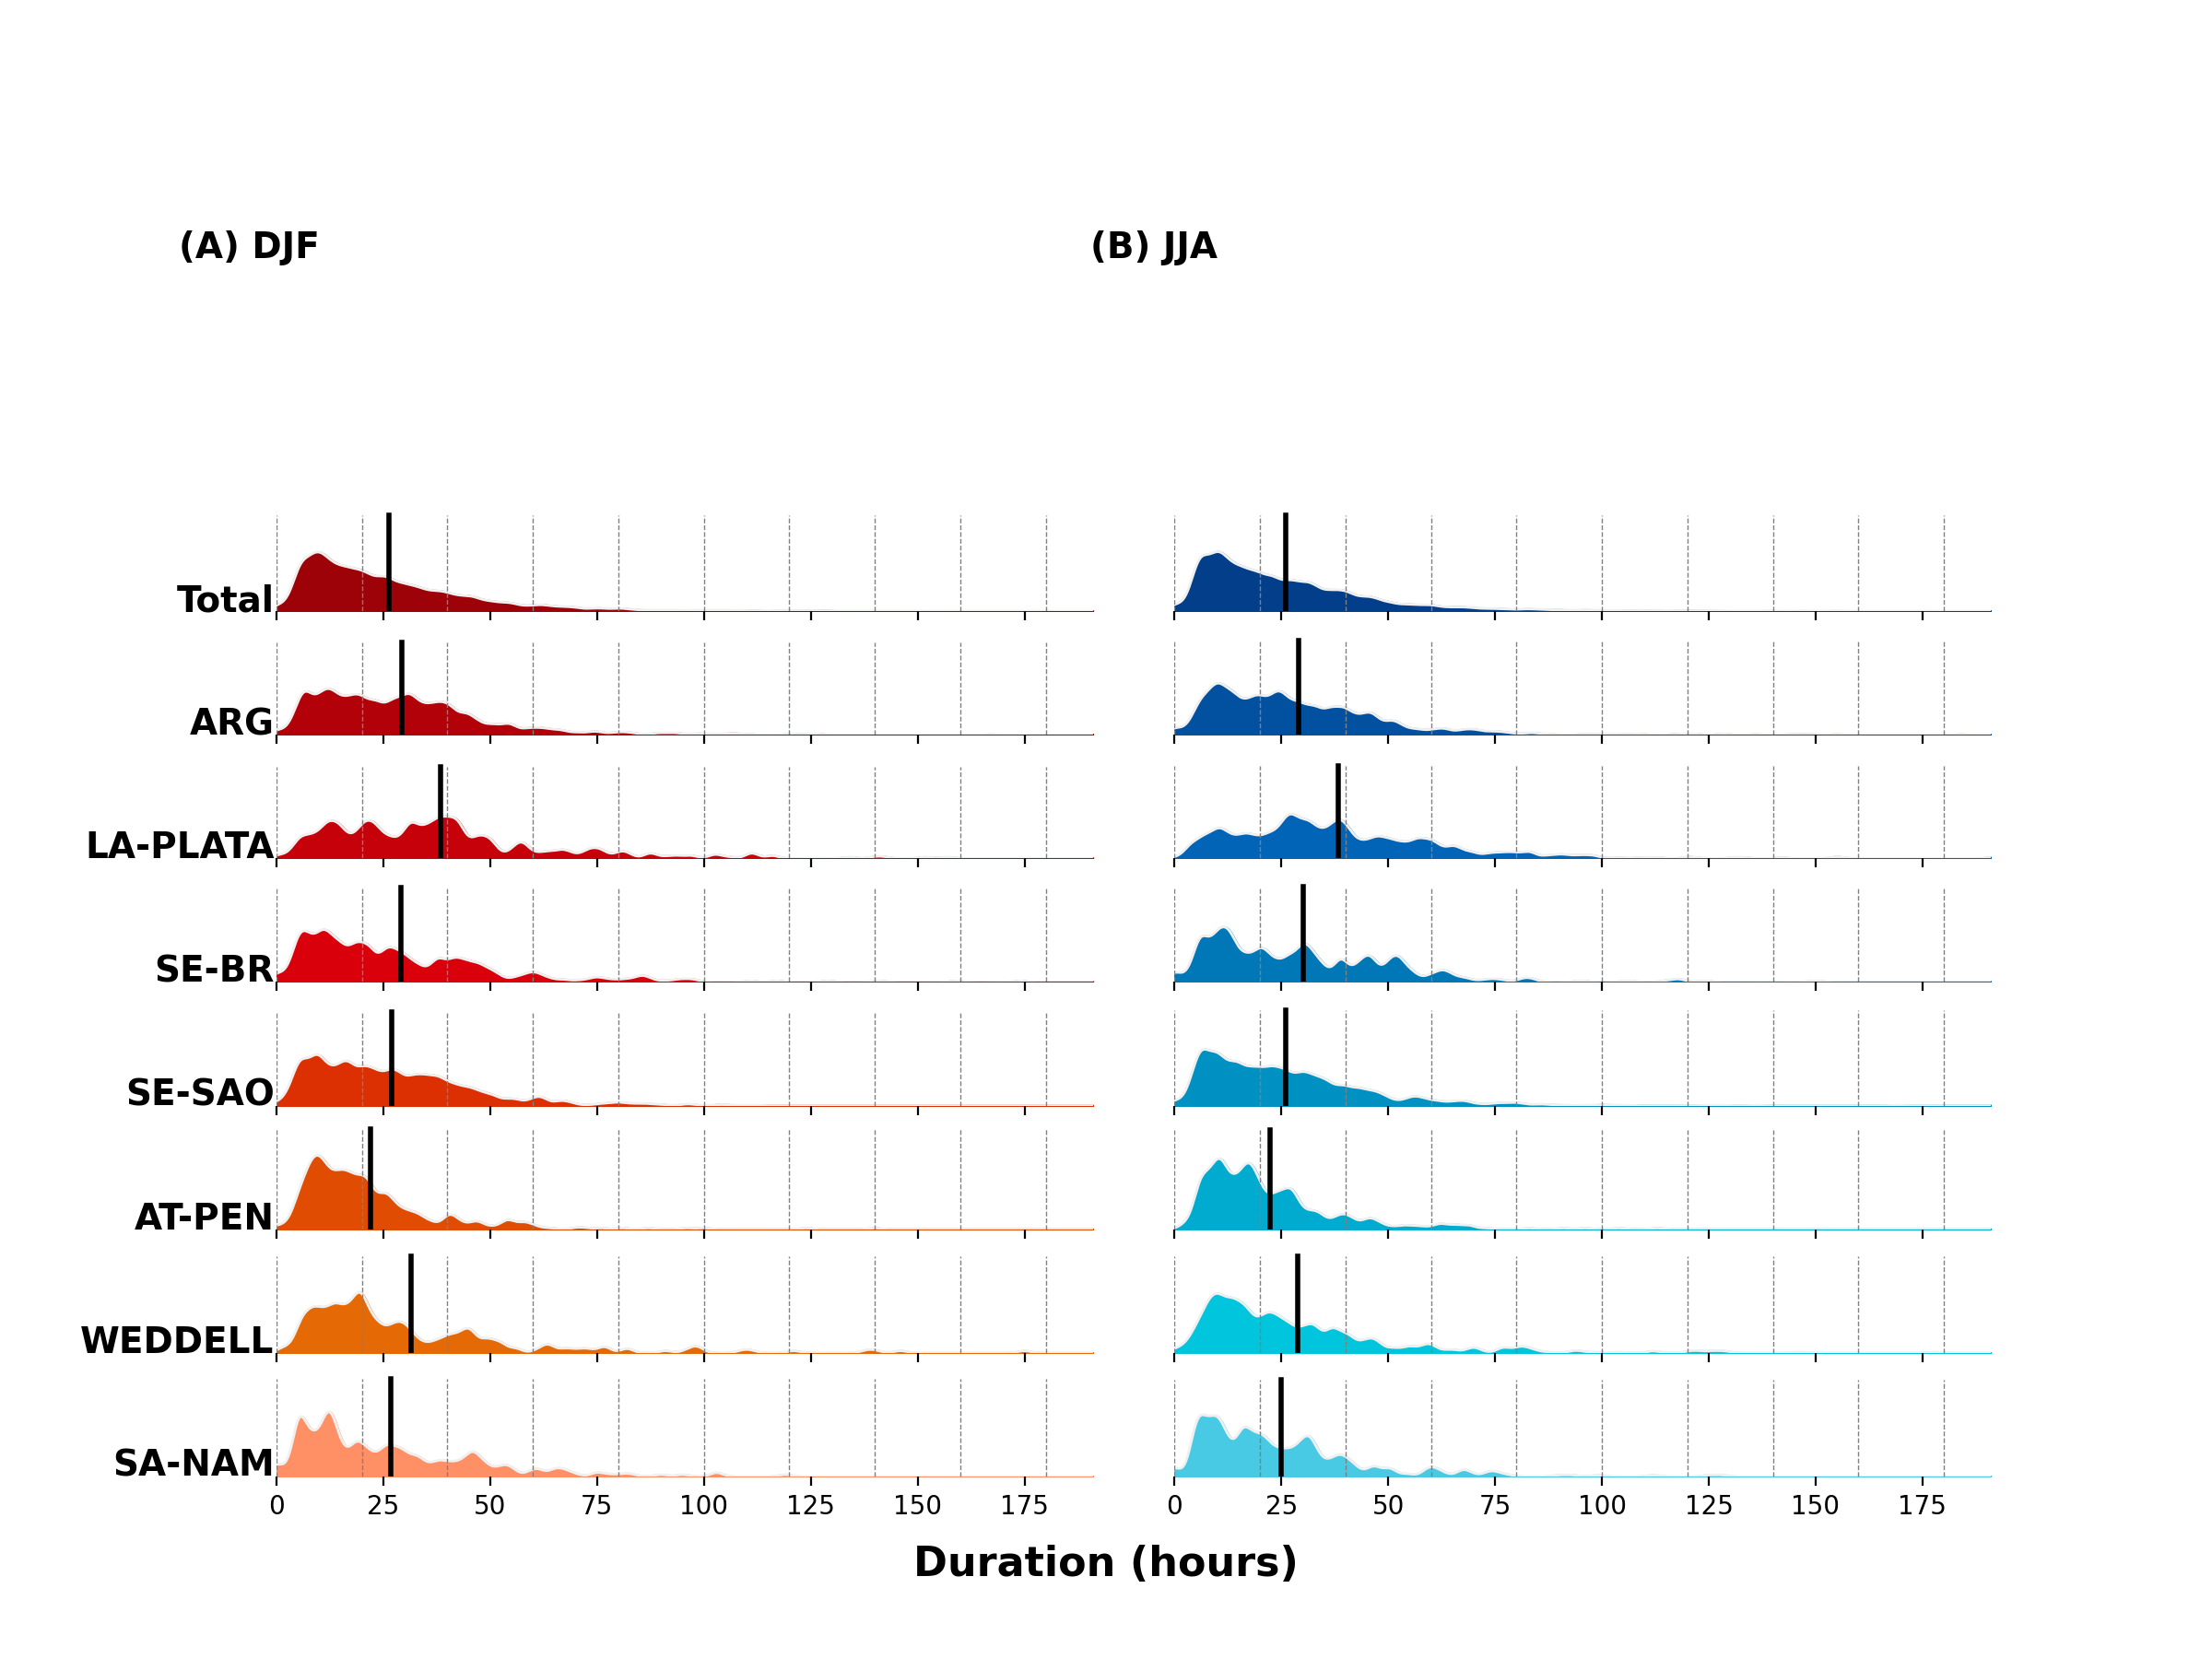 (A) DJF
(B) JJA
Total
ARG
LA-PLATA
SE-BR
SE-SAO
AT-PEN
WEDDELL
SA-NAM
0 25 50 75 100 125 150 175
0 25 50 75 100 125 150 175
Duration (hours)